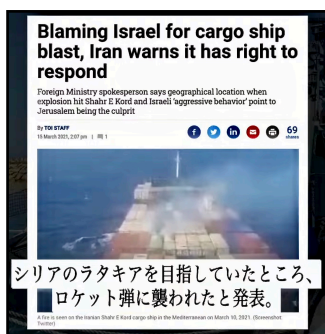 Blaming Israel for cargo ship
blast, Iran warns it has right to
respond
Foreign Ministry spokesperson says geographical location when
explosion hit Shahr E Kord and Israeli 'aggressive behavior' point to
Jerusalem being the culprit
By TOI STAFF
15 March 2021, 2:07 pm | 1
69
shares
シリアのラタキアを目指していたところ、
ロケット弾に襲われたと発表。
A fire is seen on the Iranian Shahr E Kord cargo ship in the Mediterranean on March 10, 2021. (Screenshot:
Twitter)